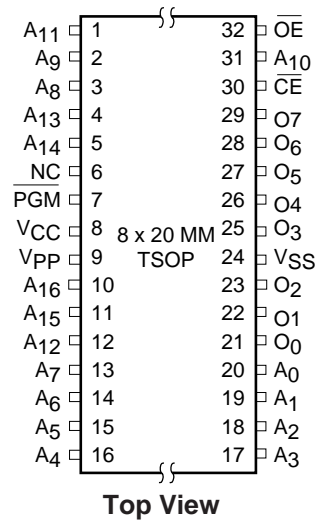 A11 1 32 O̅E̅
A9 2 31 A10
A8 3 30 C̅E̅
A13 4 29 O7
A14 5 28 O6
NC 6 27 O5
P̅G̅M̅ 7 26 O4
VCC 8 8 x 20 MM 25 O3
VPP 9 TSOP 24 VSS
A16 10 23 O2
A15 11 22 O1
A12 12 21 O0
A7 13 20 A0
A6 14 19 A1
A5 15 18 A2
A4 16 17 A3
Top View